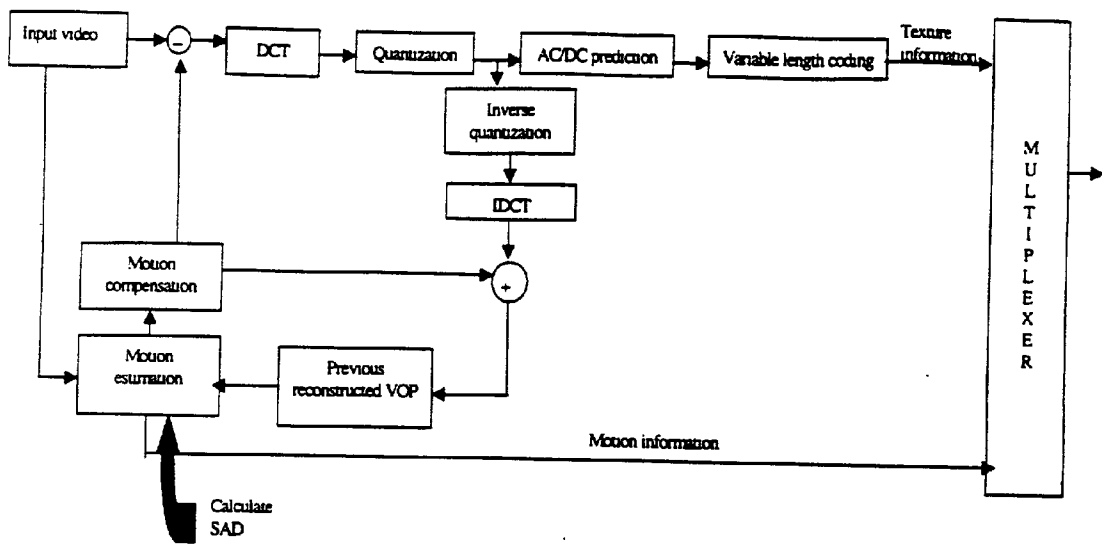 Input video
−
DCT
Quantization
AC/DC prediction
Variable length coding
Texture
information
Inverse
quantization
IDCT
Motion
compensation
+
Motion
estimation
Previous
reconstructed VOP
Motion information
Calculate
SAD
M
U
L
T
I
P
L
E
X
E
R